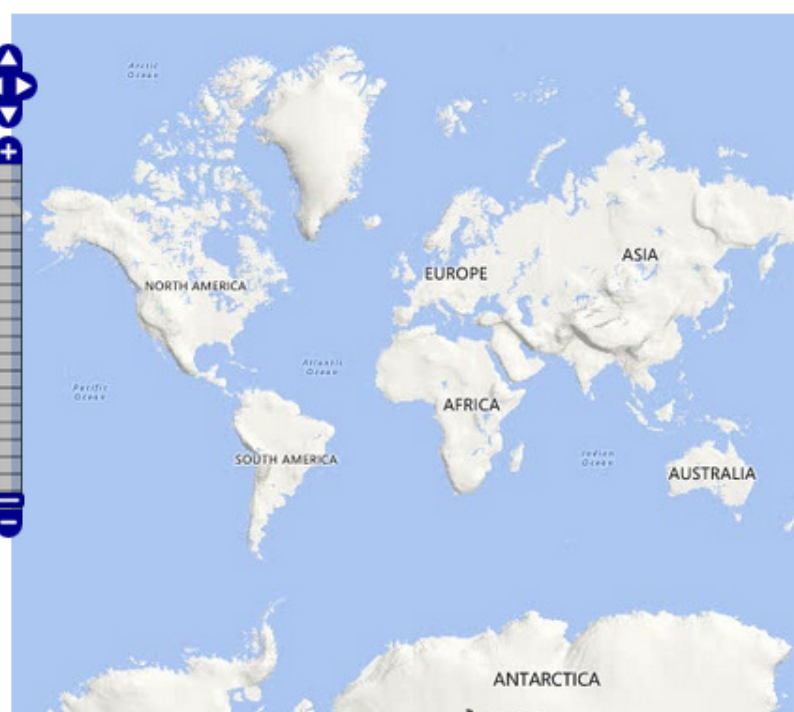 Arctic
Ocean
ASIA
EUROPE
NORTH AMERICA
Atlantic
Ocean
Pacific
Ocean
AFRICA
SOUTH AMERICA
Indian
Ocean
AUSTRALIA
ANTARCTICA